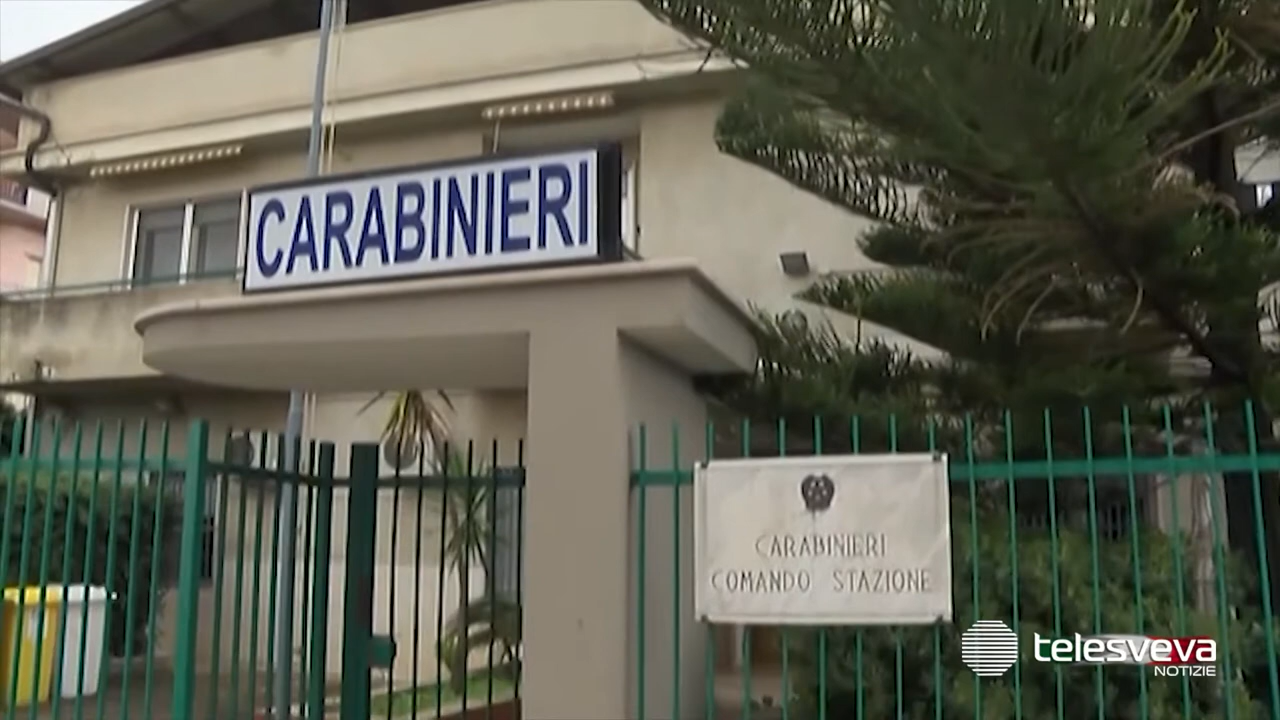 CARABINIERI
CARABINIERI
COMANDO STAZIONE
telesveva
NOTIZIE